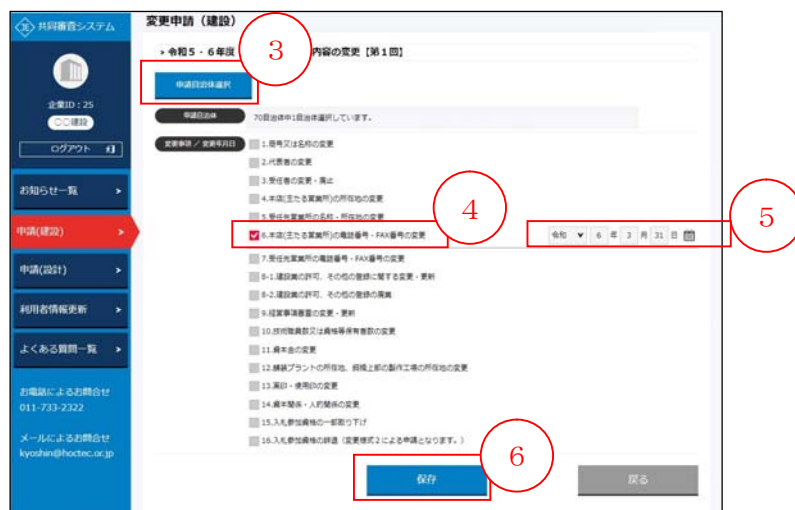 共同審査システム
企業ID：25
〇〇建設
ログアウト
お知らせ一覧
申請(建設)
申請(設計)
利用者情報更新
よくある質問一覧
お電話によるお問合せ
011-733-2322
メールによるお問合せ
kyoshin@hoctec.or.jp
変更申請（建設）
令和５・６年度
内容の変更【第１回】
③
申請自治体選択
申請自治体
70自治体中1自治体選択しています。
変更事項 / 変更年月日
1.商号又は名称の変更
2.代表者の変更
3.受任者の変更・廃止
4.本店(主たる営業所)の所在地の変更
5.受任先営業所の名称・所在地の変更
④
⑤
6.本店(主たる営業所)の電話番号・FAX番号の変更
令和 6 年 3 月 31 日
7.受任先営業所の電話番号・FAX番号の変更
8-1.建設業の許可、その他の登録に関する変更・更新
8-2.建設業の許可、その他の登録の廃業
9.経営事項審査の変更・更新
10.技術職員数又は資格等保有者数の変更
11.資本金の変更
12.舗装プラントの所在地、鋼橋上部の製作工場の所在地の変更
13.実印・使用印の変更
14.資本関係・人的関係の変更
15.入札参加資格の一部取り下げ
16.入札参加資格の辞退（変更様式２による申請となります。）
⑥
保存
戻る